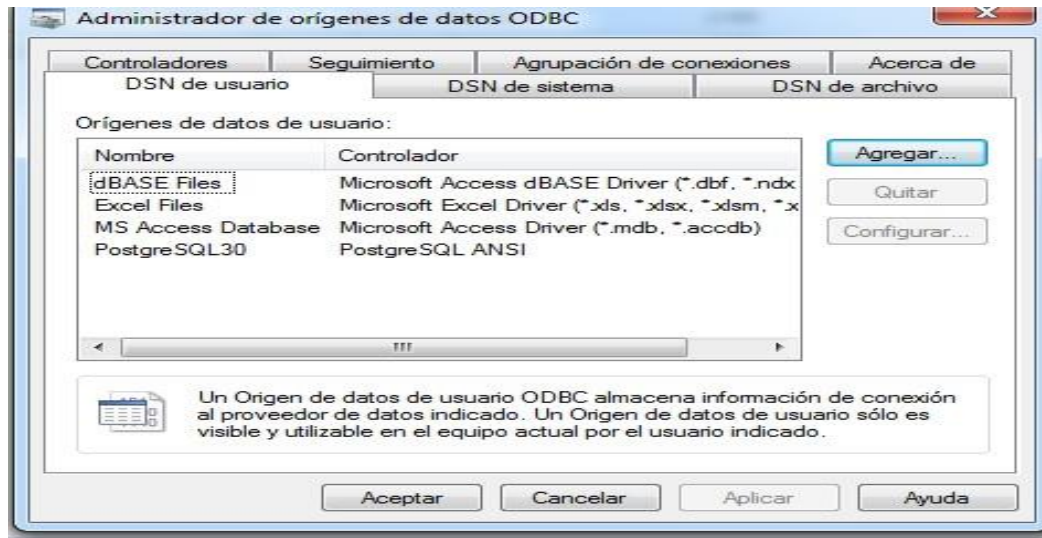 Administrador de orígenes de datos ODBC
Controladores Seguimiento Agrupación de conexiones Acerca de
DSN de usuario DSN de sistema DSN de archivo
Orígenes de datos de usuario:
Nombre Controlador
dBASE Files Microsoft Access dBASE Driver (*.dbf, *.ndx
Excel Files Microsoft Excel Driver (*.xls, *.xlsx, *.xlsm, *.x
MS Access Database Microsoft Access Driver (*.mdb, *.accdb)
PostgreSQL30 PostgreSQL ANSI
Agregar...
Quitar
Configurar...
Un Origen de datos de usuario ODBC almacena información de conexión
al proveedor de datos indicado. Un Origen de datos de usuario sólo es
visible y utilizable en el equipo actual por el usuario indicado.
Aceptar Cancelar Aplicar Ayuda